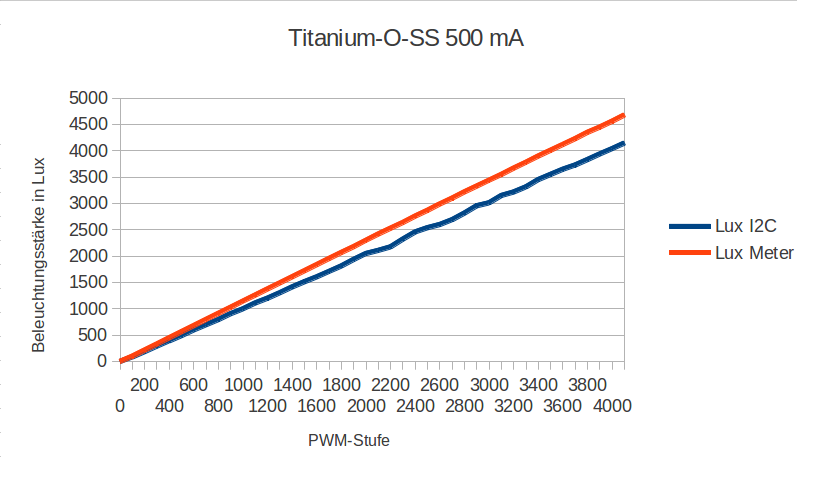 Titanium-O-SS 500 mA
Beleuchtungsstärke in Lux
5000
4500
4000
3500
3000
2500
2000
1500
1000
500
0
Lux I2C
Lux Meter
200 600 1000 1400 1800 2200 2600 3000 3400 3800
0 400 800 1200 1600 2000 2400 2800 3200 3600 4000
PWM-Stufe